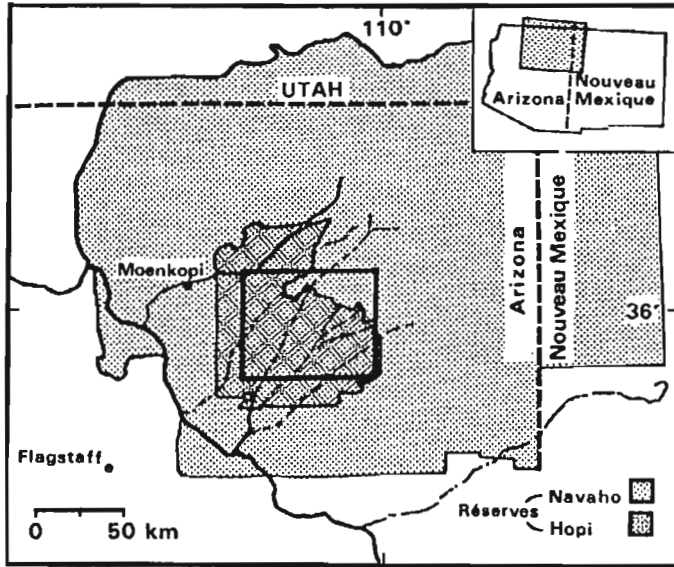 110°
UTAH
Arizona
Nouveau
Mexique
Moenkopi
Arizona
Nouveau Mexique
36°
Flagstaff
0 50 km
Réserves
Navaho
Hopi